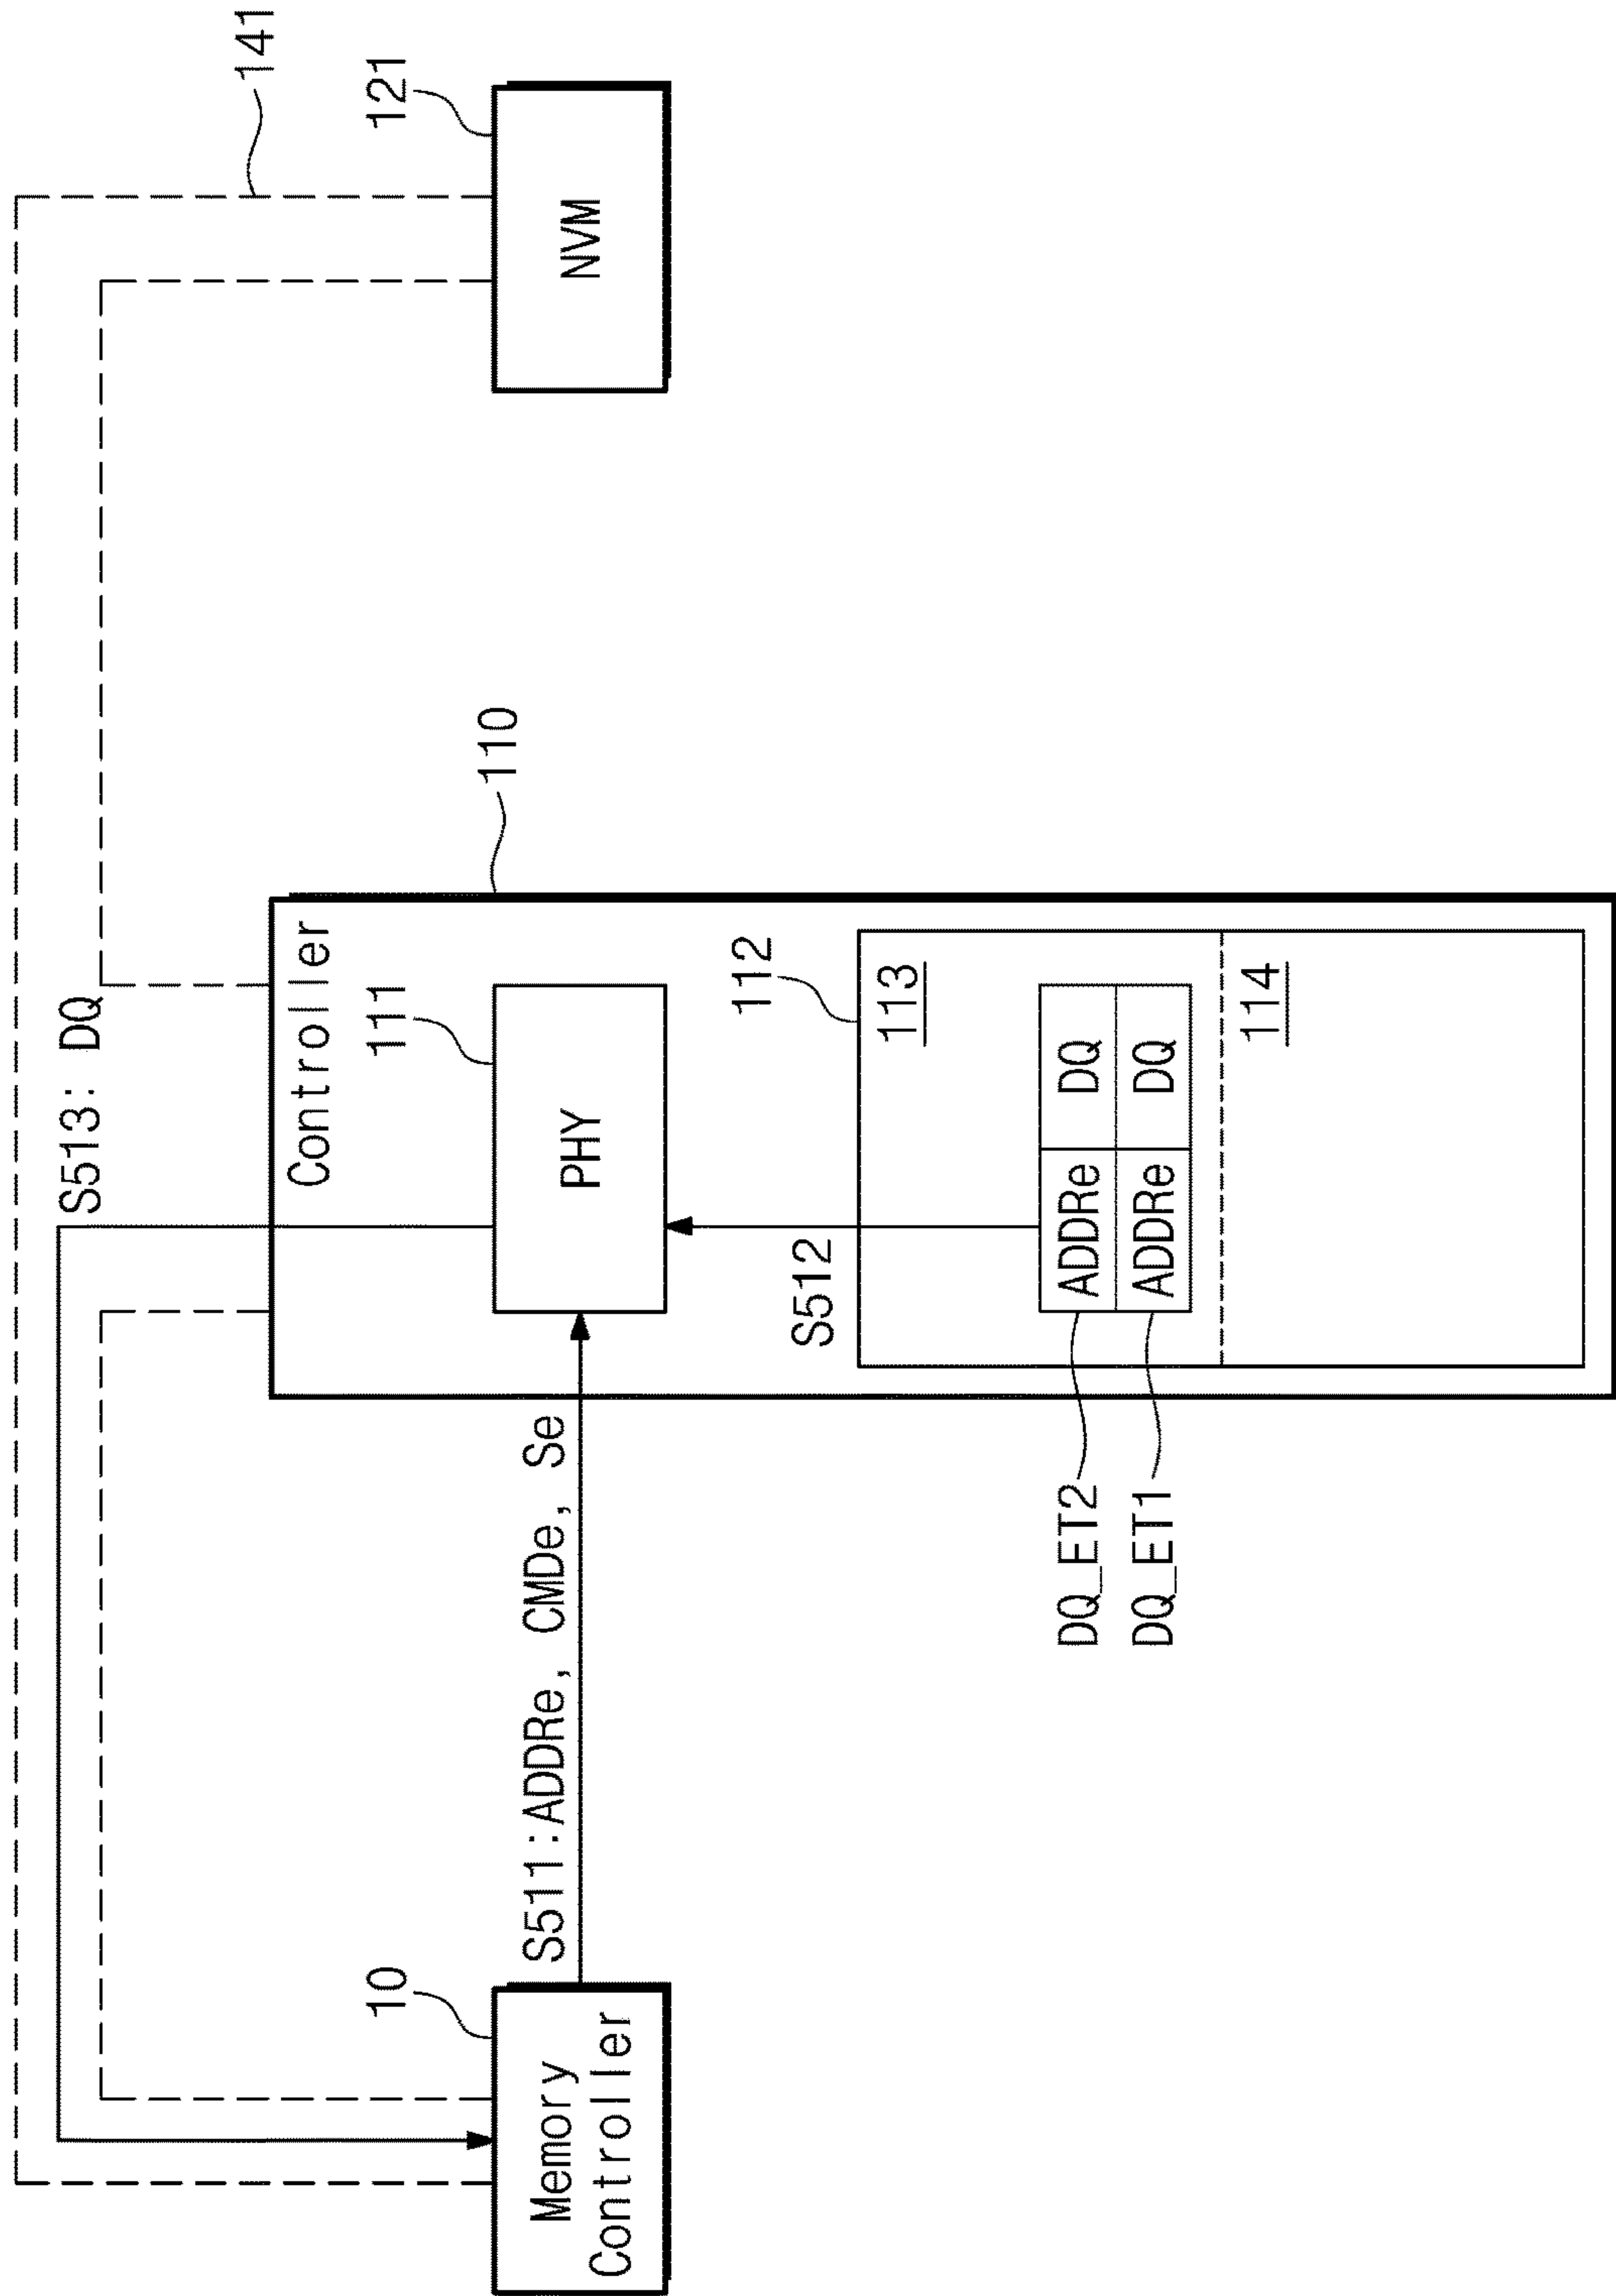 141
S513: DQ
10
111
121
Memory
Controller
S511:ADDRe, CMDe, Se
Controller
PHY
110
NVM
S512
112
113
DQ_ET2
ADDRe DQ
DQ_ET1
ADDRe DQ
114